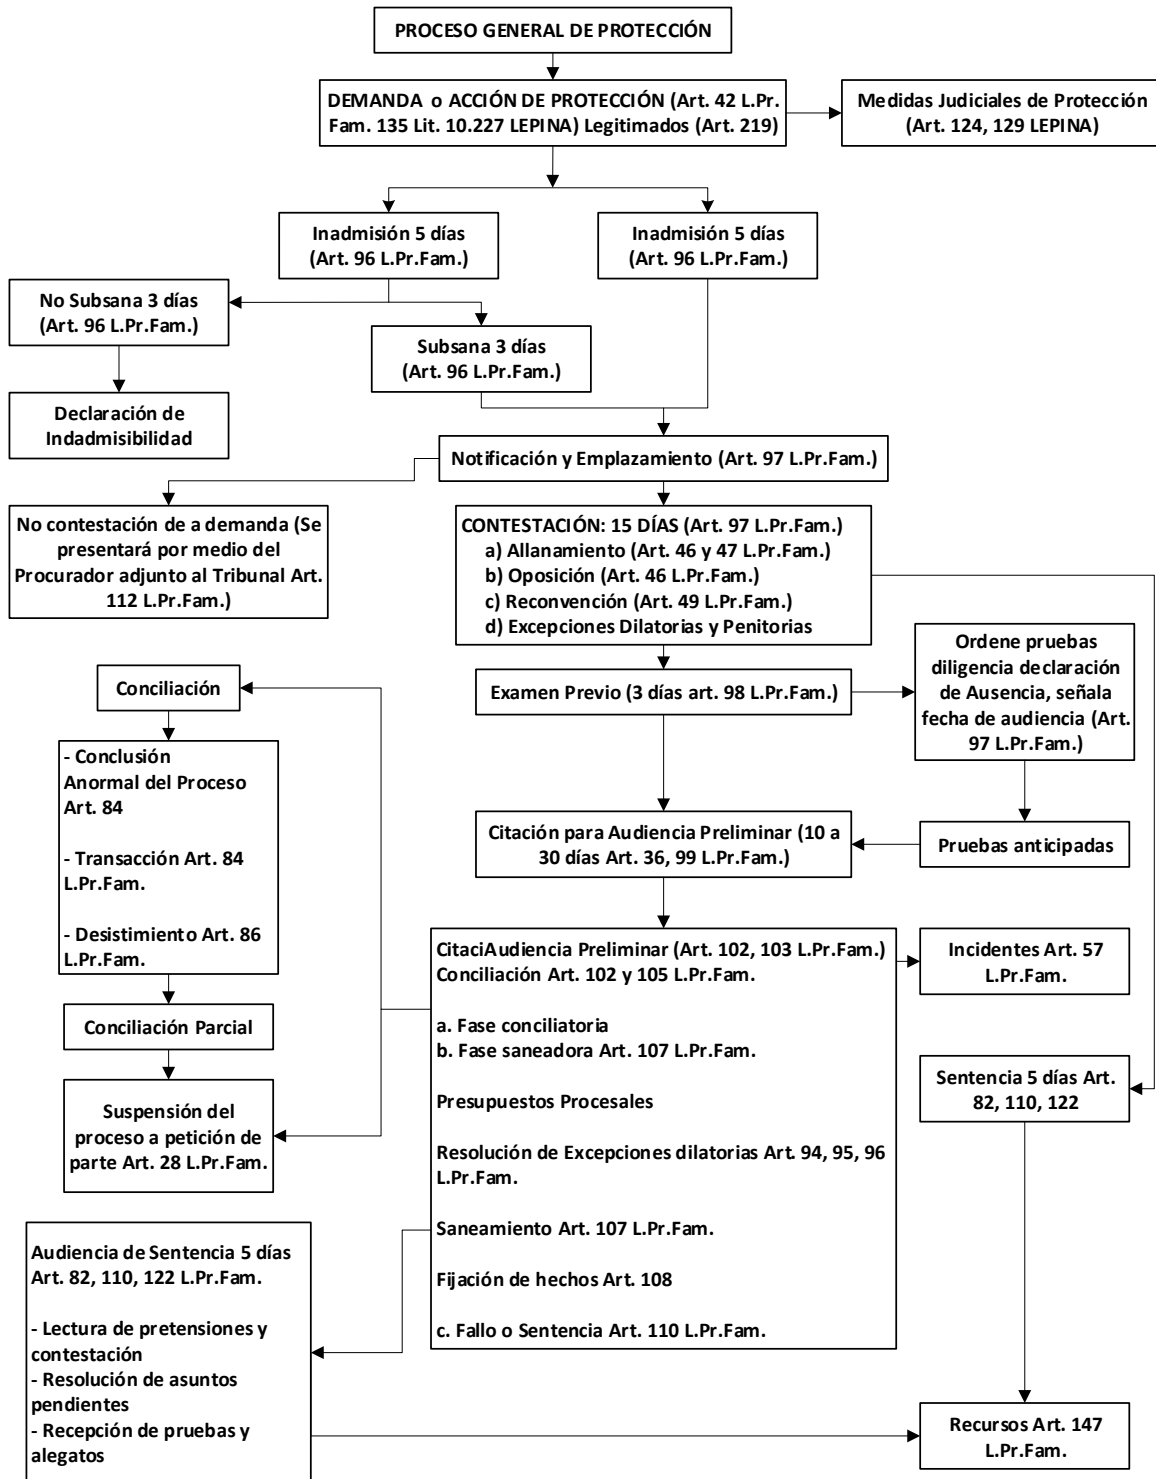 PROCESO GENERAL DE PROTECCIÓN
DEMANDA o ACCIÓN DE PROTECCIÓN (Art. 42 L.Pr.
Fam. 135 Lit. 10.227 LEPINA) Legitimados (Art. 219)
Medidas Judiciales de Protección
(Art. 124, 129 LEPINA)
Inadmisión 5 días
(Art. 96 L.Pr.Fam.)
Inadmisión 5 días
(Art. 96 L.Pr.Fam.)
No Subsana 3 días
(Art. 96 L.Pr.Fam.)
Subsana 3 días
(Art. 96 L.Pr.Fam.)
Declaración de
Indadmisibilidad
Notificación y Emplazamiento (Art. 97 L.Pr.Fam.)
No contestación de a demanda (Se
presentará por medio del
Procurador adjunto al Tribunal Art.
112 L.Pr.Fam.)
CONTESTACIÓN: 15 DÍAS (Art. 97 L.Pr.Fam.)
a) Allanamiento (Art. 46 y 47 L.Pr.Fam.)
b) Oposición (Art. 46 L.Pr.Fam.)
c) Reconvención (Art. 49 L.Pr.Fam.)
d) Excepciones Dilatorias y Penitorias
Ordene pruebas
diligencia declaración
de Ausencia, señala
fecha de audiencia (Art.
97 L.Pr.Fam.)
Conciliación
Examen Previo (3 días art. 98 L.Pr.Fam.)
- Conclusión
Anormal del Proceso
Art. 84
- Transacción Art. 84
L.Pr.Fam.
- Desistimiento Art. 86
L.Pr.Fam.
Citación para Audiencia Preliminar (10 a
30 días Art. 36, 99 L.Pr.Fam.)
Pruebas anticipadas
CitaciAudiencia Preliminar (Art. 102, 103 L.Pr.Fam.)
Conciliación Art. 102 y 105 L.Pr.Fam.
a. Fase conciliatoria
b. Fase saneadora Art. 107 L.Pr.Fam.
Presupuestos Procesales
Resolución de Excepciones dilatorias Art. 94, 95, 96
L.Pr.Fam.
Saneamiento Art. 107 L.Pr.Fam.
Fijación de hechos Art. 108
c. Fallo o Sentencia Art. 110 L.Pr.Fam.
Incidentes Art. 57
L.Pr.Fam.
Conciliación Parcial
Sentencia 5 días Art.
82, 110, 122
Suspensión del
proceso a petición de
parte Art. 28 L.Pr.Fam.
Audiencia de Sentencia 5 días
Art. 82, 110, 122 L.Pr.Fam.
- Lectura de pretensiones y
contestación
- Resolución de asuntos
pendientes
- Recepción de pruebas y
alegatos
Recursos Art. 147
L.Pr.Fam.